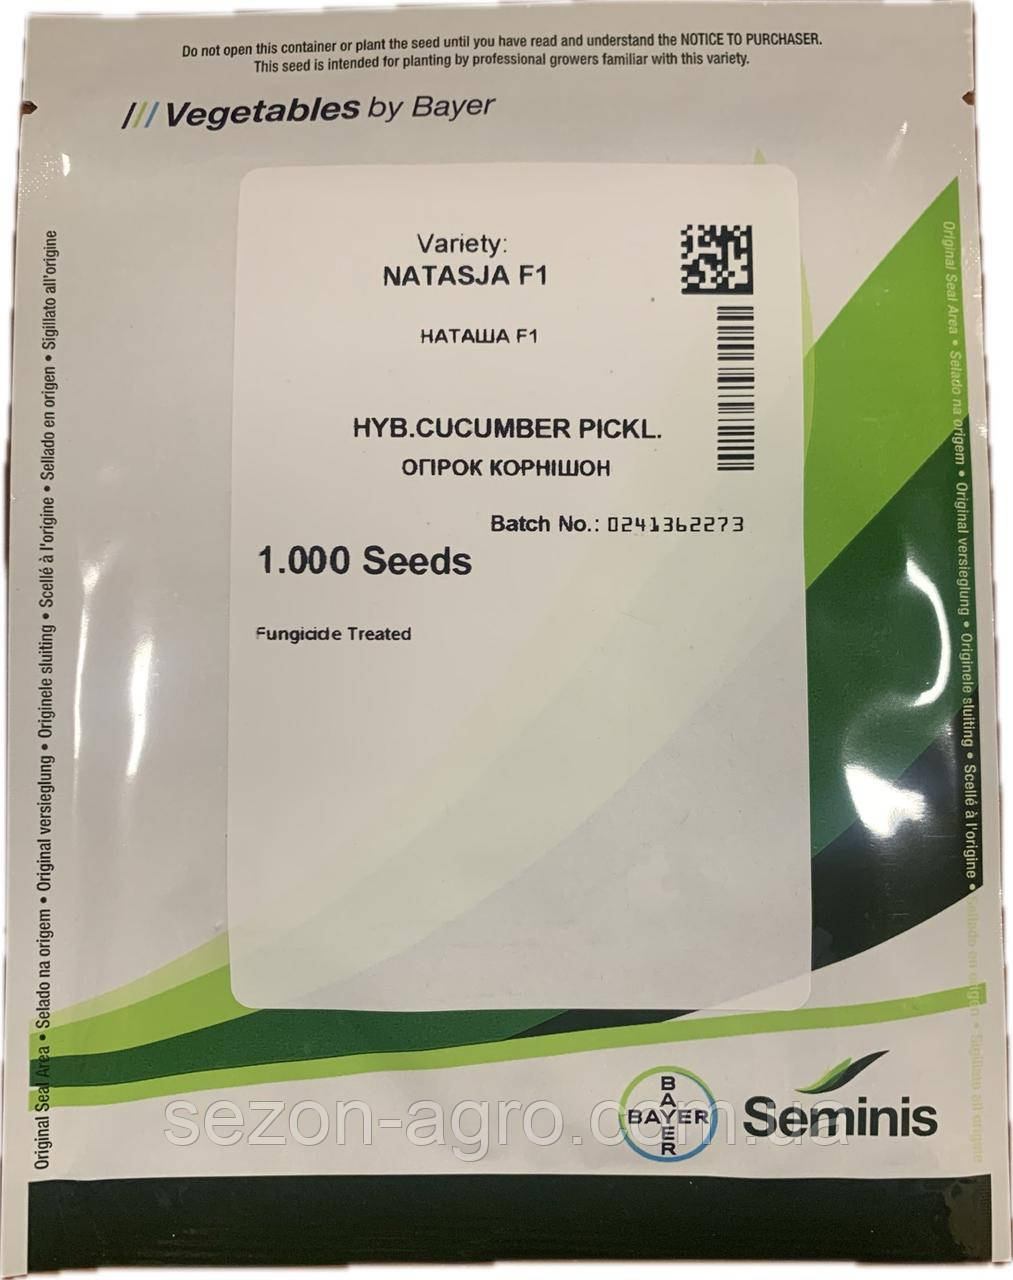 Do not open this container or plant the seed until you have read and understand the NOTICE TO PURCHASER.
This seed is intended for planting by professional growers familiar with this variety.
/// Vegetables by Bayer
Variety:
NATASJA F1
НАТАША F1
HYB.CUCUMBER PICKL.
ОГІРОК КОРНІШОН
Batch No.: 0241362273
1.000 Seeds
Fungicide Treated
Original Seal Area • Selado na origem • Original versieglung • Originele sluiting • Scellé à l'origine • Sellado en origen • Sigillato all'origine
Original Seal Area • Selado na origem • Original versieglung • Originele sluiting • Scellé à l'origine • Sellado en origen • Sigillato all'origine
BAYER
BAYER
Seminis
sezon-agro.com.ua